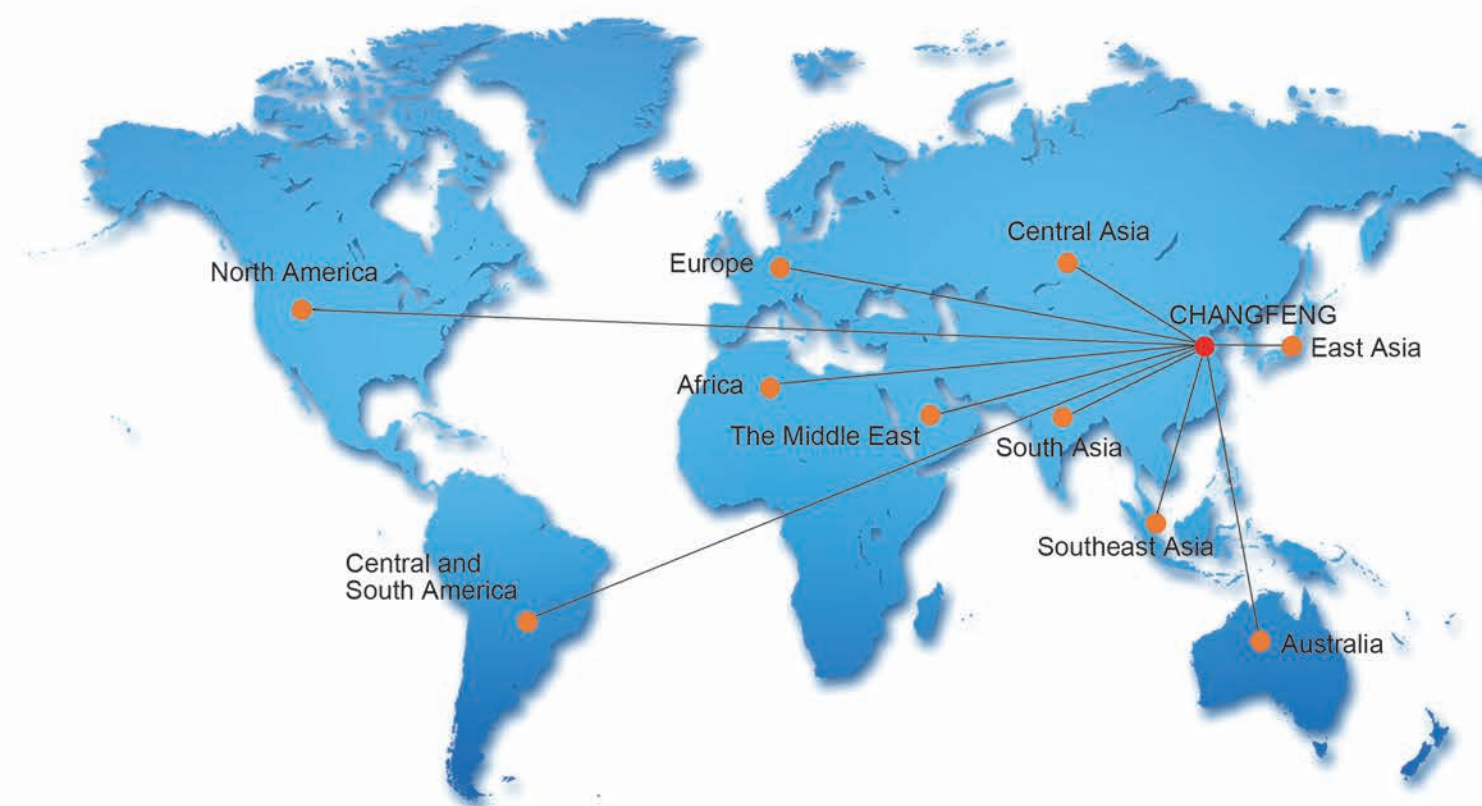 Central Asia
Europe
North America
CHANGFENG
East Asia
Africa
The Middle East
South Asia
Southeast Asia
Central and
South America
Australia